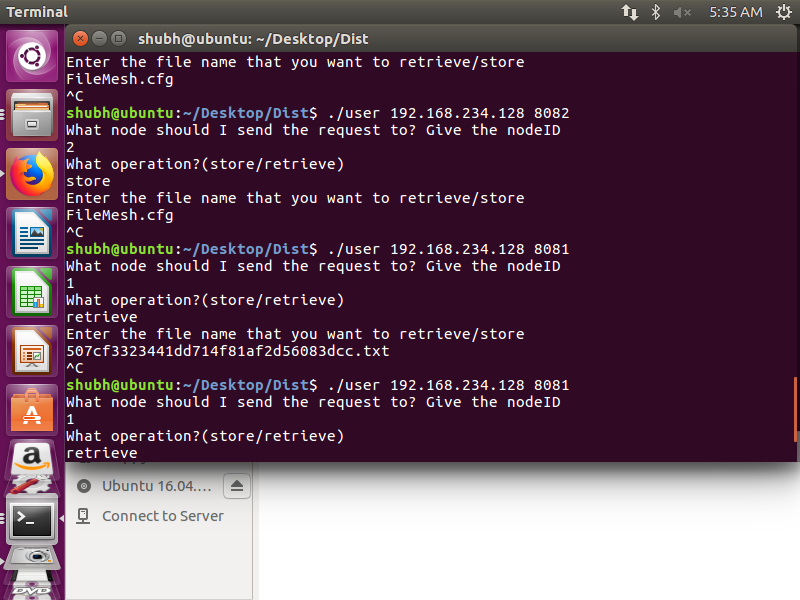 Terminal
5:35 AM
shubh@ubuntu: ~/Desktop/Dist
Enter the file name that you want to retrieve/store
FileMesh.cfg
^C
shubh@ubuntu:~/Desktop/Dist$ ./user 192.168.234.128 8082
What node should I send the request to? Give the nodeID
2
What operation?(store/retrieve)
store
Enter the file name that you want to retrieve/store
FileMesh.cfg
^C
shubh@ubuntu:~/Desktop/Dist$ ./user 192.168.234.128 8081
What node should I send the request to? Give the nodeID
1
What operation?(store/retrieve)
retrieve
Enter the file name that you want to retrieve/store
507cf3323441dd714f81af2d56083dcc.txt
^C
shubh@ubuntu:~/Desktop/Dist$ ./user 192.168.234.128 8081
What node should I send the request to? Give the nodeID
1
What operation?(store/retrieve)
retrieve
Ubuntu 16.04....
Connect to Server
DVD